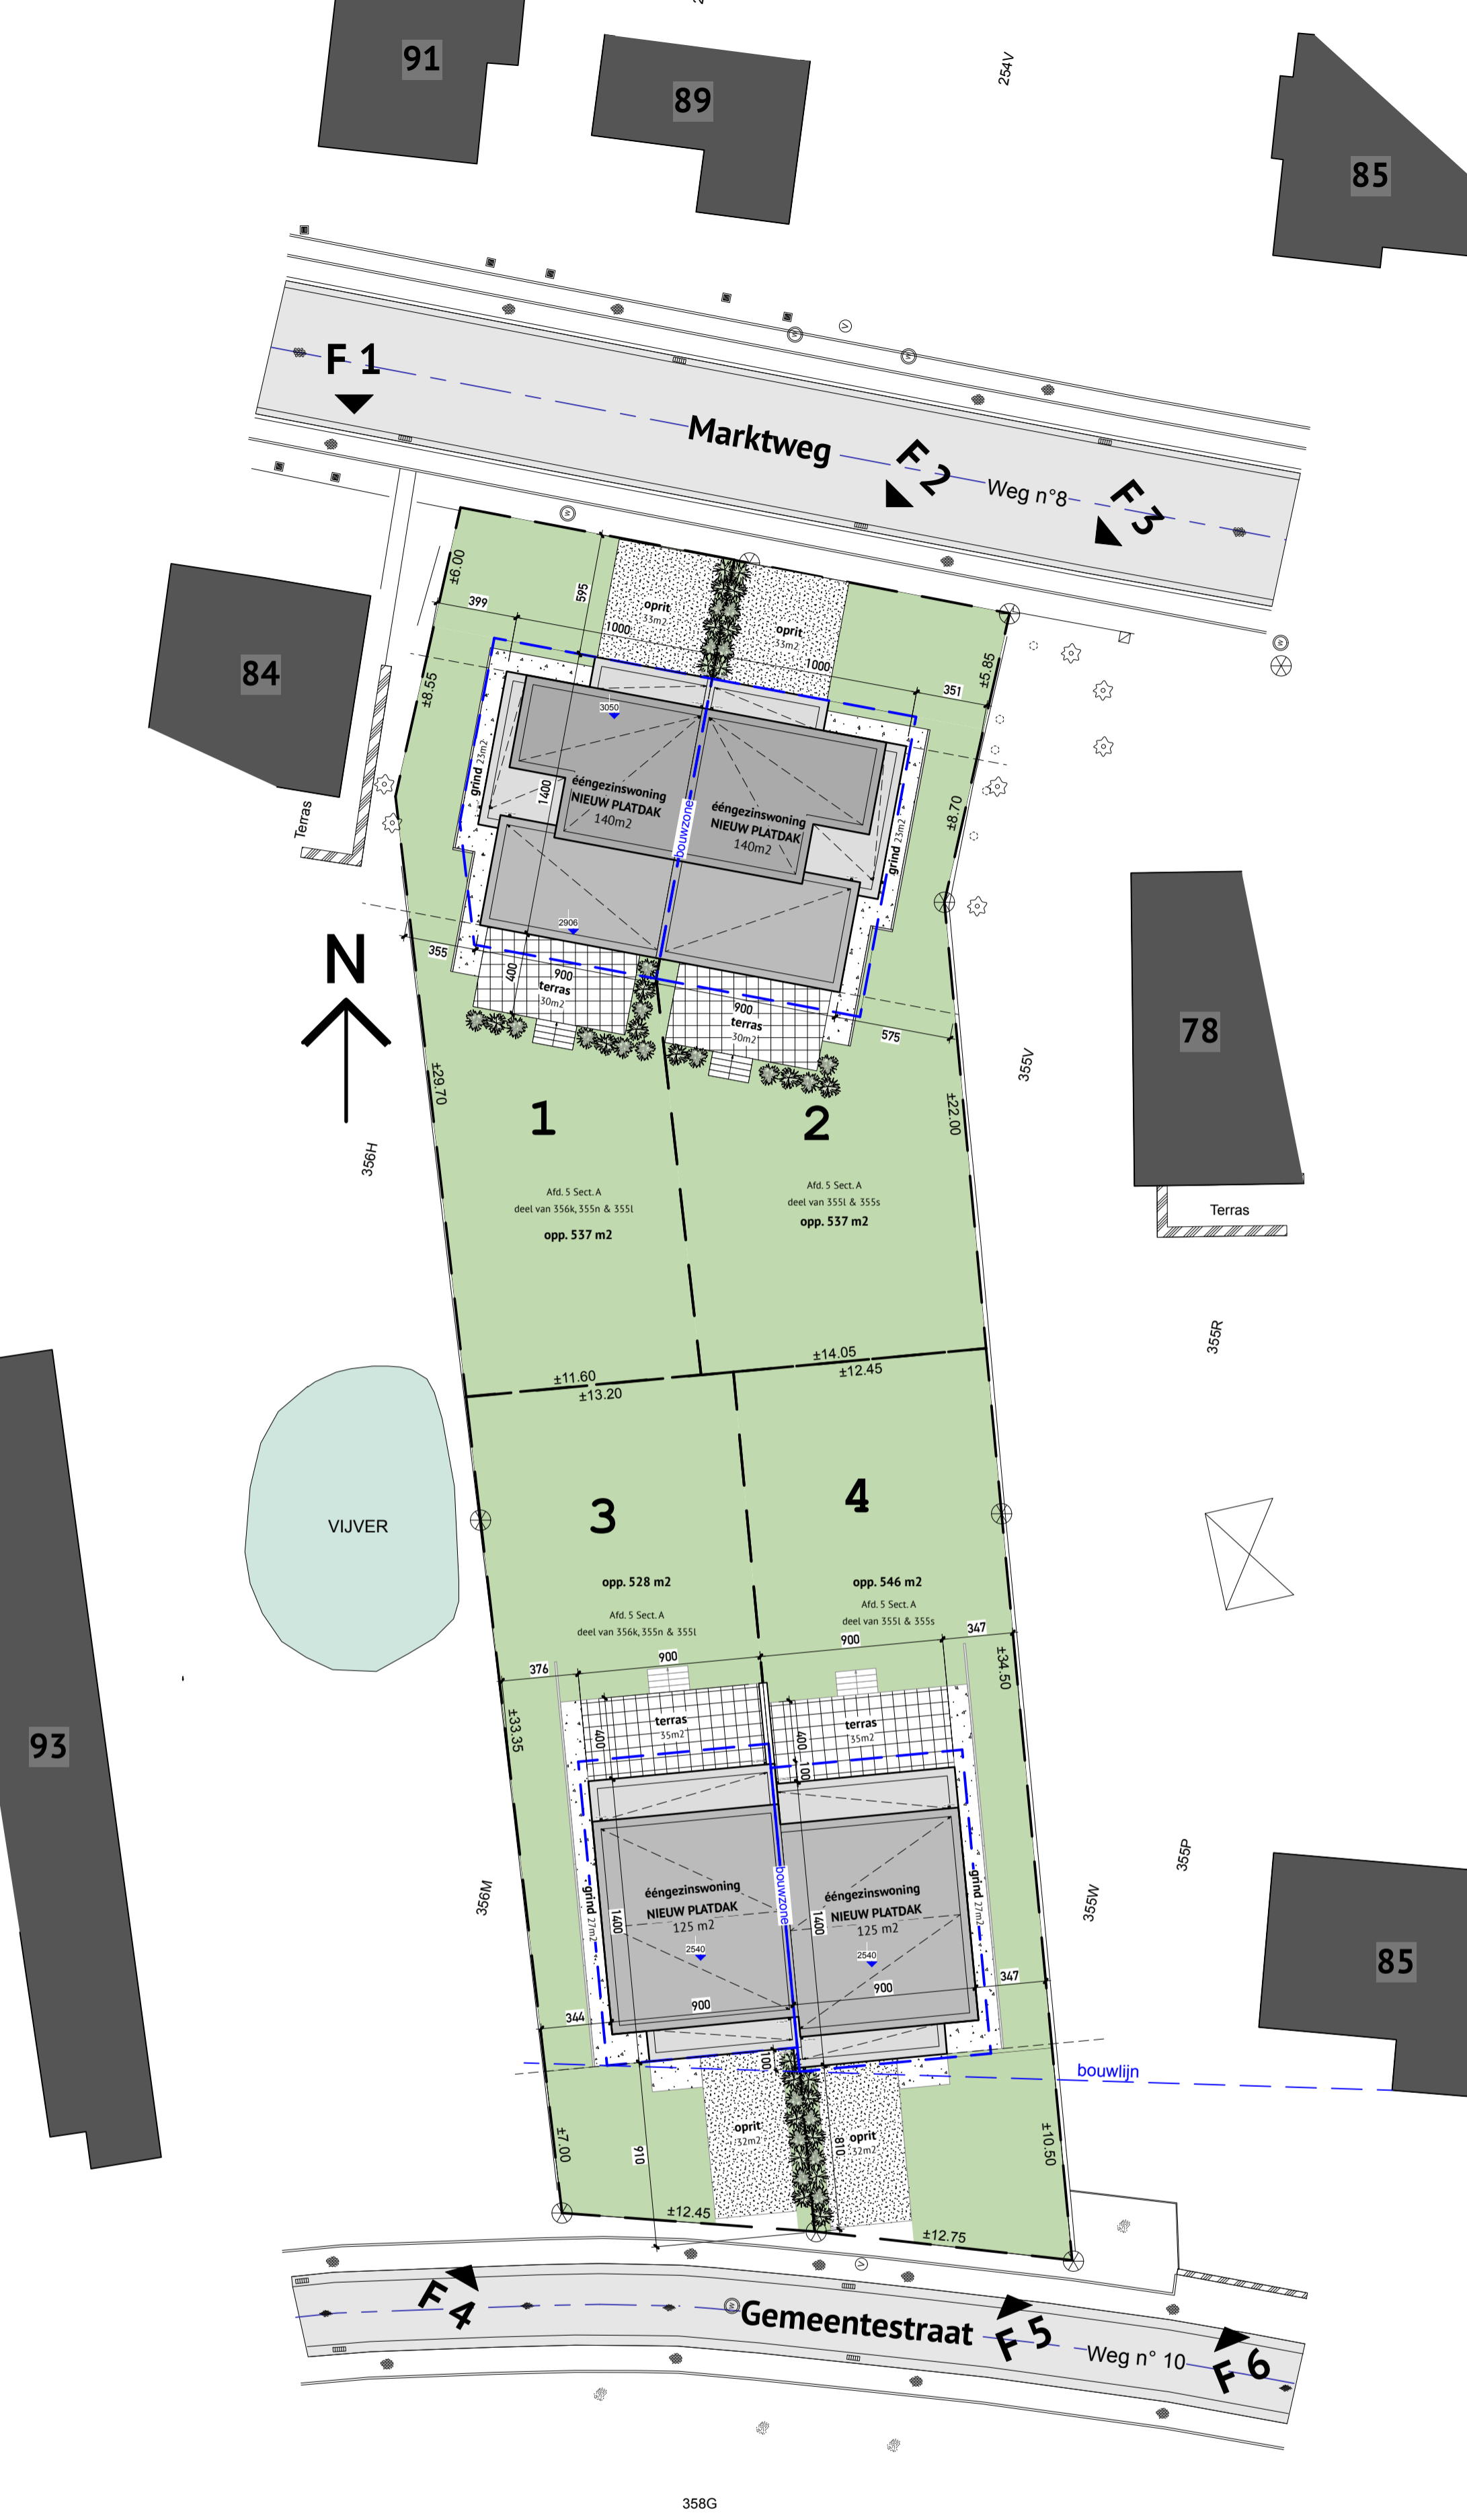 91
89
254V
85
F 1
Marktweg
F 2
Weg n°8
F 3
W
W
V
W
W
±6.00
399
595
oprit
33m2
oprit
33m2
1000
1000
±5.85
351
84
±8.55
3050
grind 23m2
1400
ééngezinswoning
NIEUW PLATDAK
140m2
bouwzone
ééngezinswoning
NIEUW PLATDAK
140m2
grind 23m2
±8.70
Terras
2906
355
400
900
terras
30m2
900
terras
30m2
575
N
78
±29.70
355V
±22.00
1
2
356H
Afd. 5 Sect. A
deel van 356k, 355n & 355l
opp. 537 m2
Afd. 5 Sect. A
deel van 355l & 355s
opp. 537 m2
Terras
355R
±11.60
±13.20
±14.05
±12.45
3
4
VIJVER
opp. 528 m2
Afd. 5 Sect. A
deel van 356k, 355n & 355l
opp. 546 m2
Afd. 5 Sect. A
deel van 355l & 355s
376
900
900
347
±34.50
±33.35
93
400
terras
35m2
400
100
terras
35m2
356M
355P
355W
grind 27m2
1400
ééngezinswoning
NIEUW PLATDAK
125 m2
2540
bouwzone
1400
ééngezinswoning
NIEUW PLATDAK
125 m2
2540
grind 27m2
85
344
900
900
347
100
bouwlijn
±7.00
910
oprit
32m2
810
oprit
32m2
±10.50
±12.45
±12.75
V
W
F 4
Gemeentestraat
F 5
Weg n° 10
F 6
358G